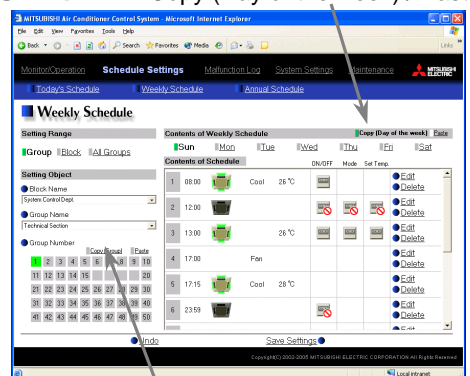 Copy (Day of the week)
MITSUBISHI Air Conditioner Control System - Microsoft Internet Explorer
File Edit View Favorites Tools Help
Back Search Favorites Media Links
Monitor/Operation Schedule Settings Malfunction Log System Settings Maintenance MITSUBISHI ELECTRIC
Today's Schedule Weekly Schedule Annual Schedule
Weekly Schedule
Setting Range
Group Block All Groups
Setting Object
Block Name
System Control Dept.
Group Name
Technical Section
Group Number
Copy(Group) Paste
1 2 3 4 5 6 8 9 10
11 12 13 14 15 20
21 22 23 24 25 26 27 28 29 30
31 32 33 34 35 36 37 38 39 40
41 42 43 44 45 46 47 48 49 50
Contents of Weekly Schedule Copy (Day of the week) Paste
Sun Mon Tue Wed Thu Fri Sat
Contents of Schedule ON/OFF Mode Set Temp.
1 08:00 Cool 26 °C Edit Delete
2 12:00 Edit Delete
3 13:00 26 °C Edit Delete
4 17:00 Fan Edit Delete
5 17:15 Cool 28 °C Edit Delete
6 23:59 Edit Delete
Edit
Undo Save Settings
Copyright(C) 2002-2005 MITSUBISHI ELECTRIC CORPORATION All Rights Reserved
Local intranet